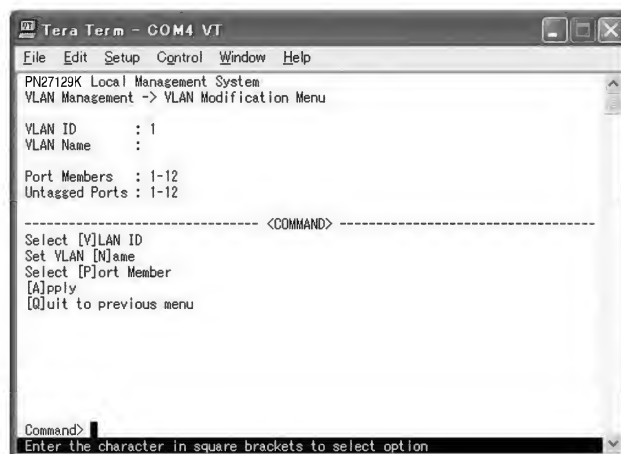 Tera Term - COM4 VT
File Edit Setup Control Window Help
PN27129K Local Management System
VLAN Management -> VLAN Modification Menu
VLAN ID : 1
VLAN Name :
Port Members : 1-12
Untagged Ports : 1-12
------------------------------- <COMMAND> -----------------------------------
Select [V]LAN ID
Set VLAN [N]ame
Select [P]ort Member
[A]pply
[Q]uit to previous menu
Command>
Enter the character in square brackets to select option